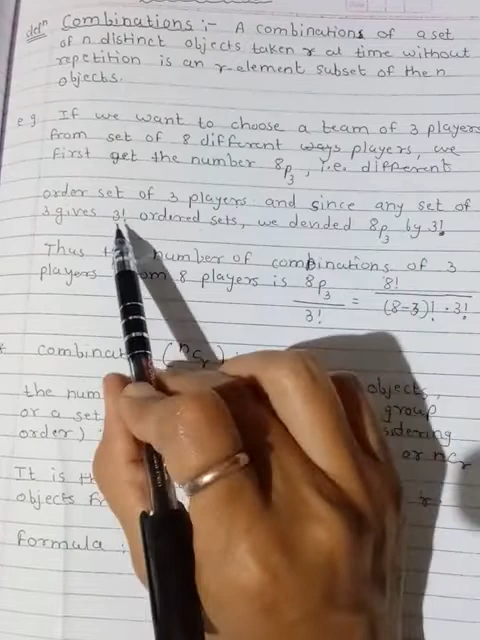 defn Combinations :- A combinations of a set
of n distinct objects taken r at time without
repetition is an r-element subset of the n
objects.
e.g If we want to choose a team of 3 players
from set of 8 different ways players, we
first get the number 8p3, i.e. different
order set of 3 players and since any set of
3 gives 3! ordered sets, we devided 8p3 by 3!
Thus the number of combinations of 3
players from 8 players is 8p3 / 3! = 8! / (8-3)! · 3!
combinat (nCr) :
the num objects,
or a set group
order) idering
or nCr
It is th
objects fr r.
Formula :